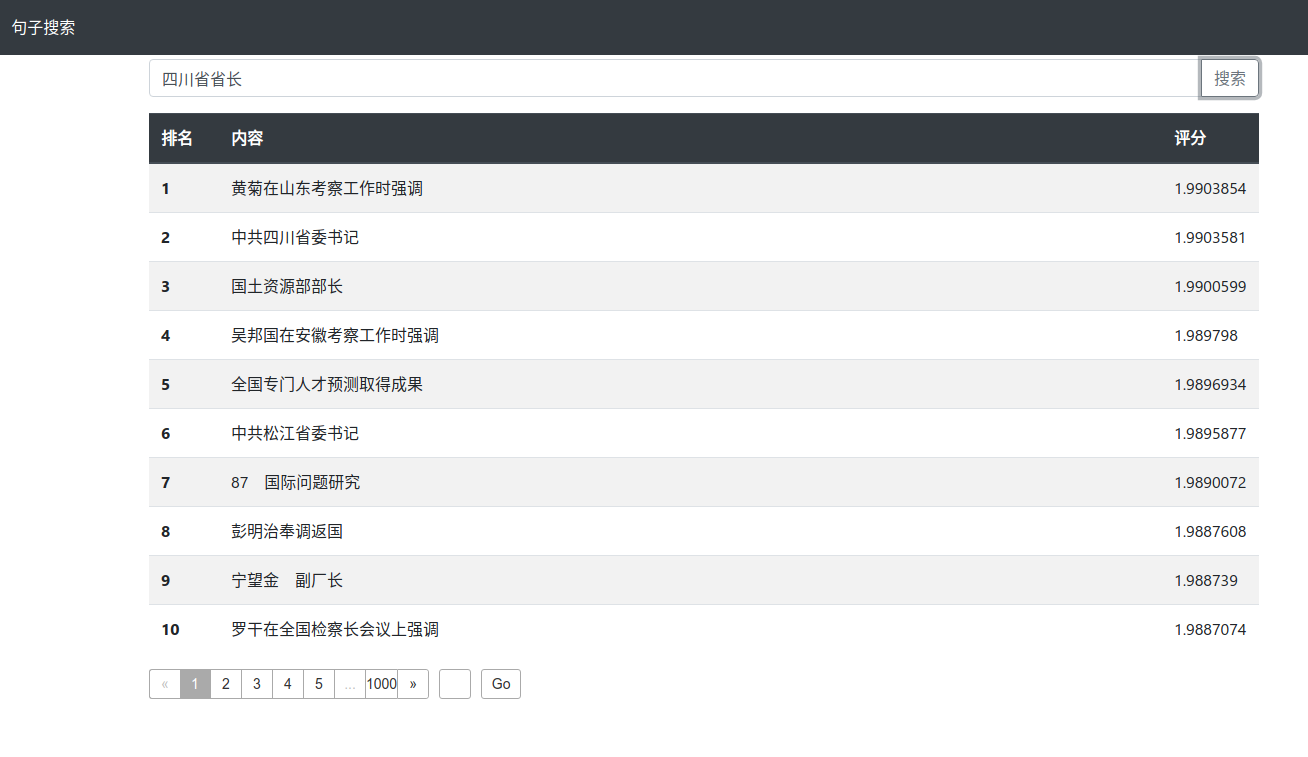 句子搜索
四川省省长 搜索
排名 内容 评分
1 黄菊在山东考察工作时强调 1.9903854
2 中共四川省委书记 1.9903581
3 国土资源部部长 1.9900599
4 吴邦国在安徽考察工作时强调 1.989798
5 全国专门人才预测取得成果 1.9896934
6 中共松江省委书记 1.9895877
7 87　国际问题研究 1.9890072
8 彭明治奉调返国 1.9887608
9 宁望金　副厂长 1.988739
10 罗干在全国检察长会议上强调 1.9887074
« 1 2 3 4 5 ... 1000 » Go